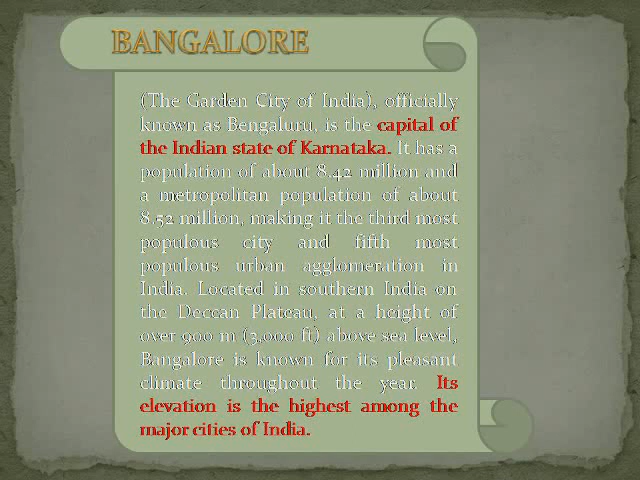 BANGALORE
(The Garden City of India), officially
known as Bengaluru, is the capital of
the Indian state of Karnataka. It has a
population of about 8.42 million and
a metropolitan population of about
8.52 million, making it the third most
populous city and fifth most
populous urban agglomeration in
India. Located in southern India on
the Deccan Plateau, at a height of
over 900 m (3,000 ft) above sea level,
Bangalore is known for its pleasant
climate throughout the year. Its
elevation is the highest among the
major cities of India.